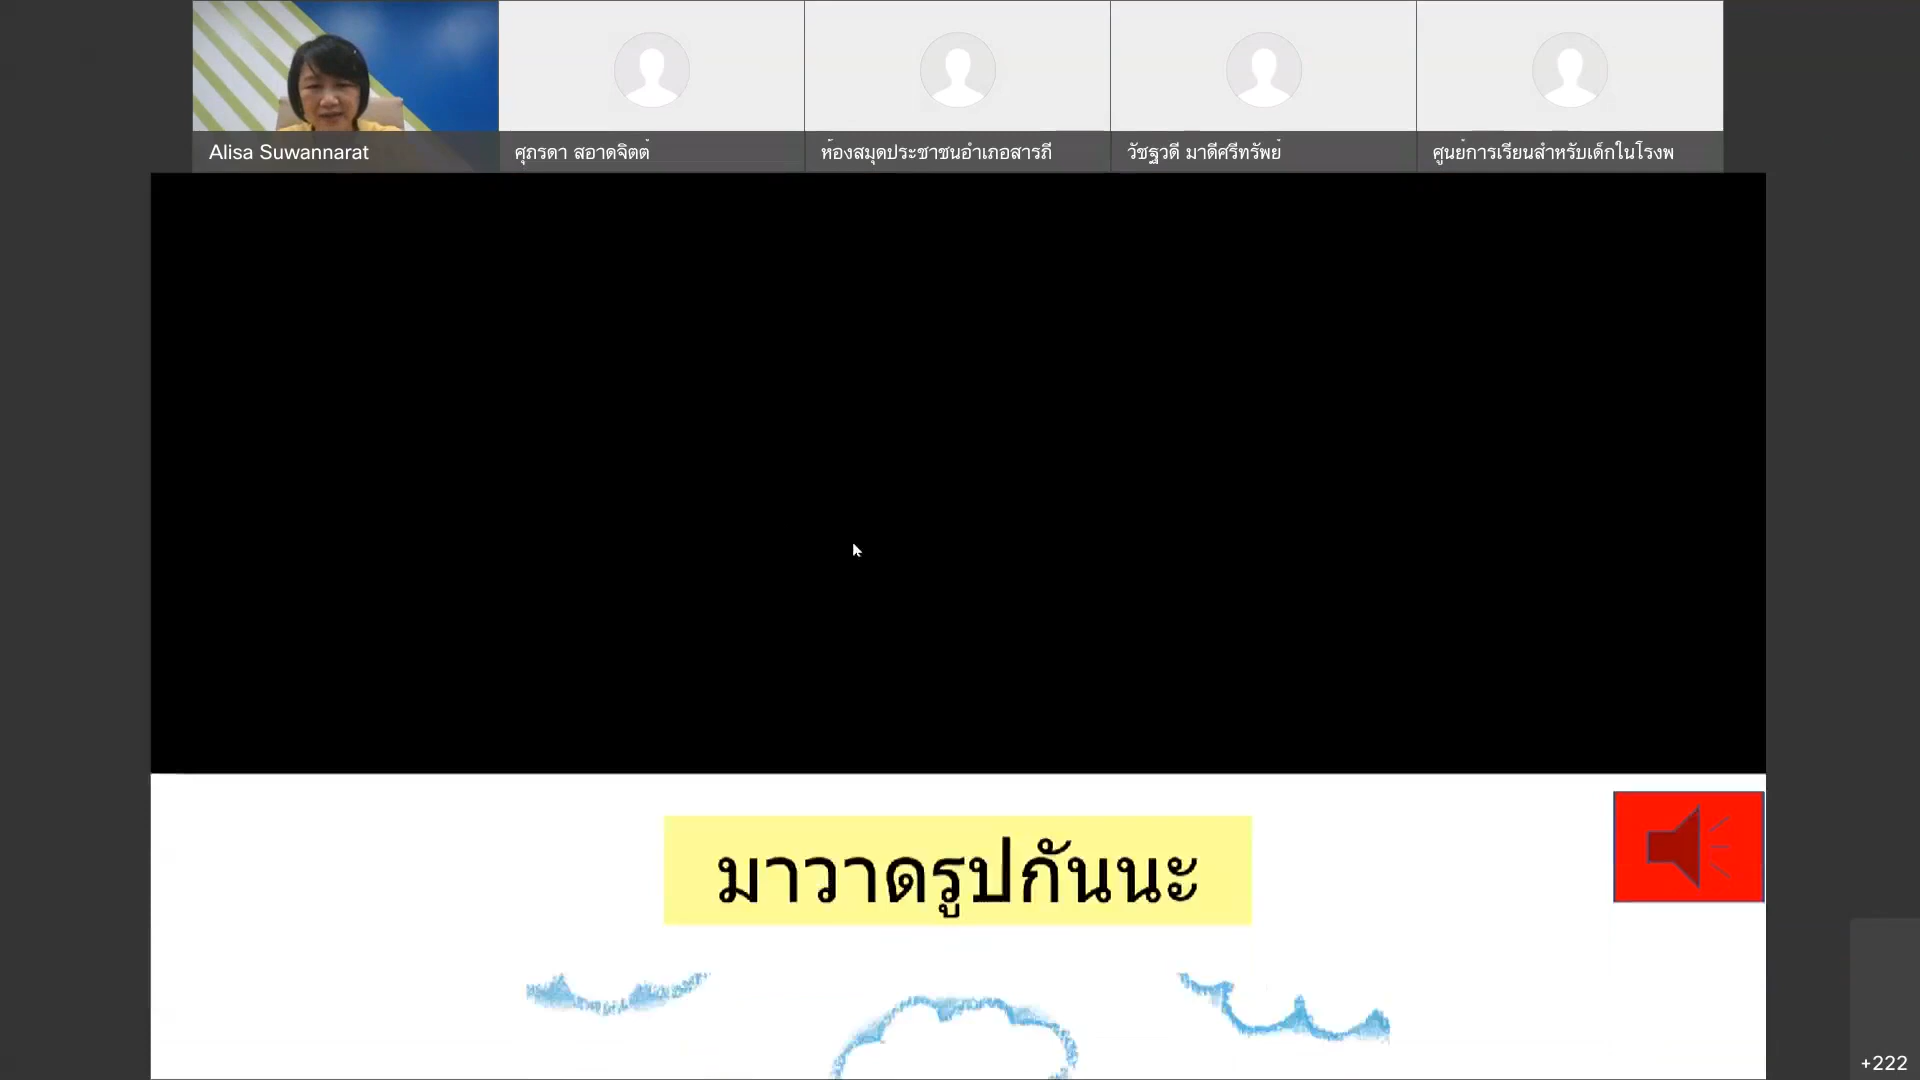 Alisa Suwannarat
ศุภรดา สอาดจิตต์
ห้องสมุดประชาชนอำเภอสารภี
วัชฐวดี มาดีศรีทรัพย์
ศูนย์การเรียนสำหรับเด็กในโรงพ
มาวาดรูปกันนะ
+222